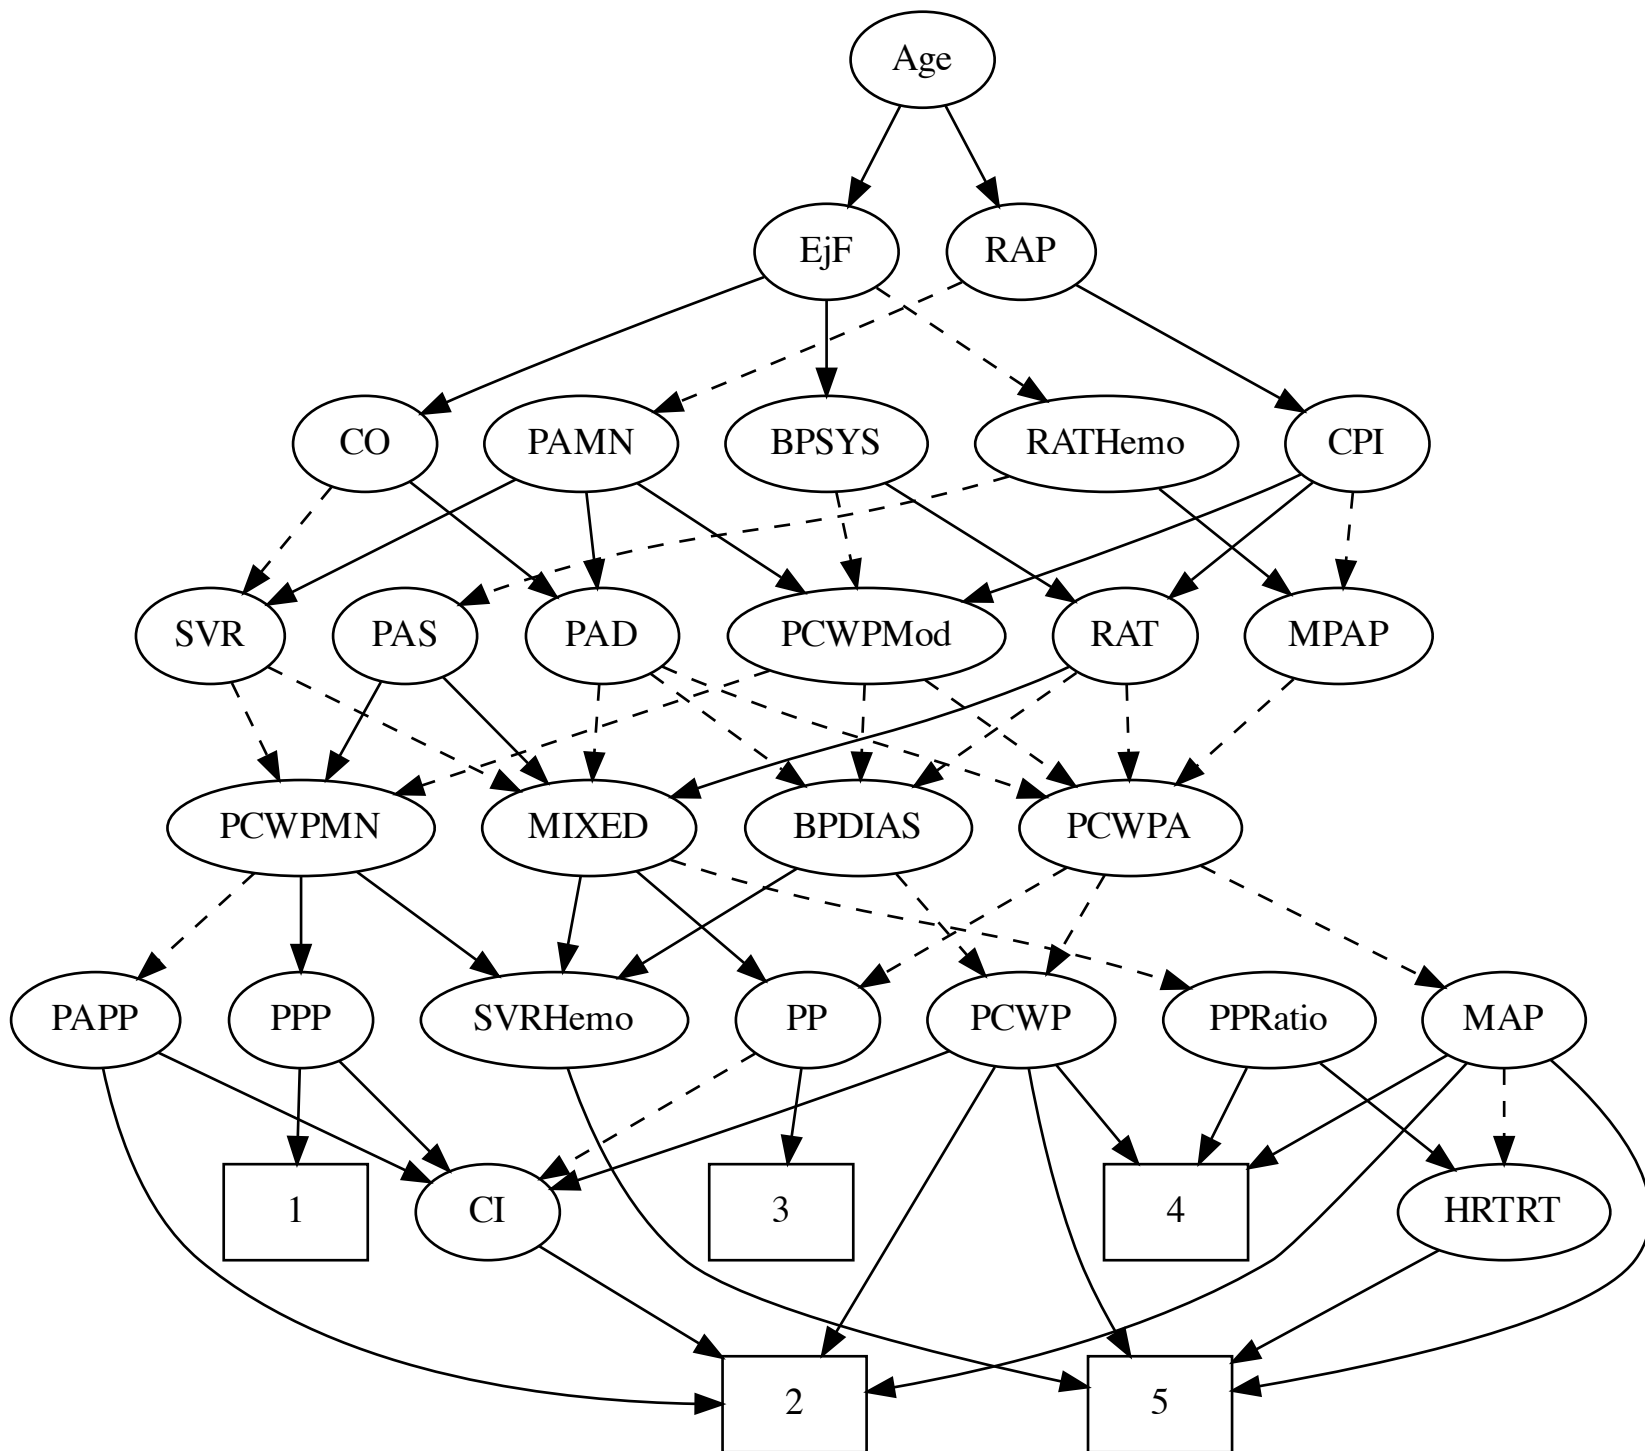 Age
EjF
RAP
CO
PAMN
BPSYS
RATHemo
CPI
SVR
PAS
PAD
PCWPMod
RAT
MPAP
PCWPMN
MIXED
BPDIAS
PCWPA
PAPP
PPP
SVRHemo
PP
PCWP
PPRatio
MAP
1
CI
3
4
HRTRT
2
5